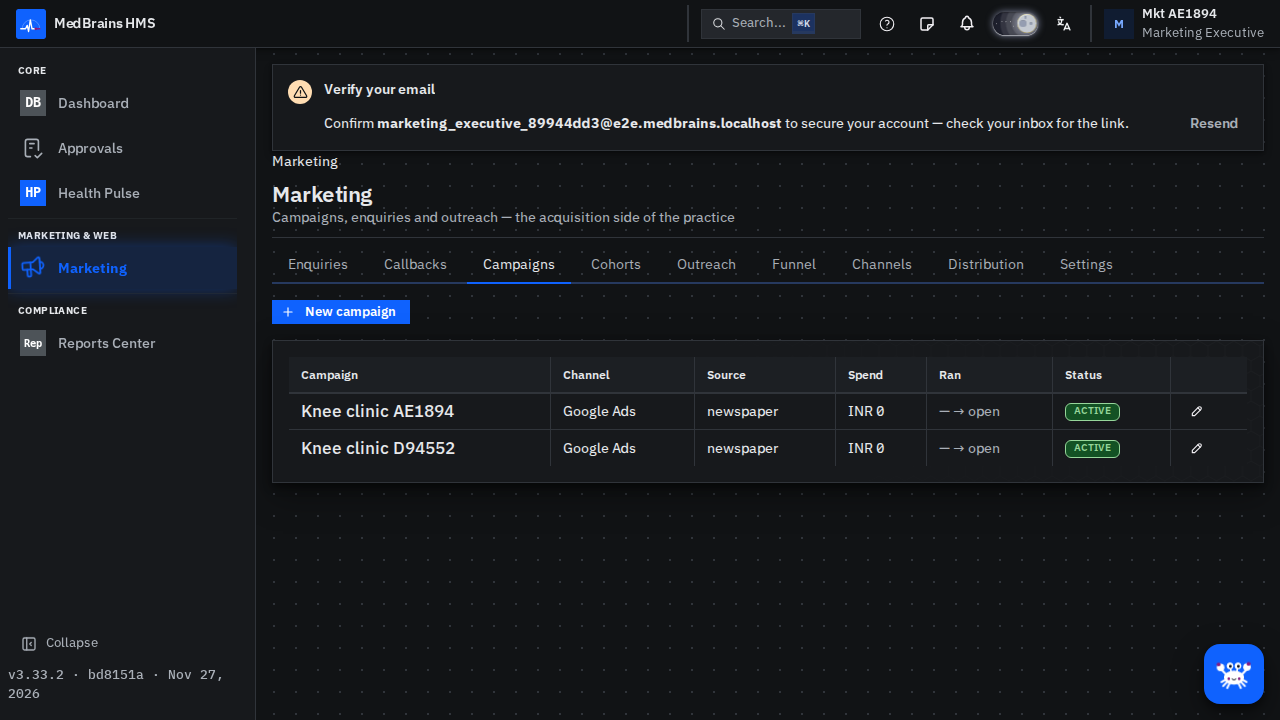 MedBrains HMS
Search... ⌘K
M
Mkt AE1894
Marketing Executive
CORE
DB Dashboard
Approvals
HP Health Pulse
MARKETING & WEB
Marketing
COMPLIANCE
Rep Reports Center
Collapse
v3.33.2 · bd8151a · Nov 27,
2026
Verify your email
Confirm marketing_executive_89944dd3@e2e.medbrains.localhost to secure your account — check your inbox for the link.
Resend
Marketing
Marketing
Campaigns, enquiries and outreach — the acquisition side of the practice
Enquiries Callbacks Campaigns Cohorts Outreach Funnel Channels Distribution Settings
+ New campaign
Campaign Channel Source Spend Ran Status
Knee clinic AE1894 Google Ads newspaper INR 0 — → open ACTIVE
Knee clinic D94552 Google Ads newspaper INR 0 — → open ACTIVE